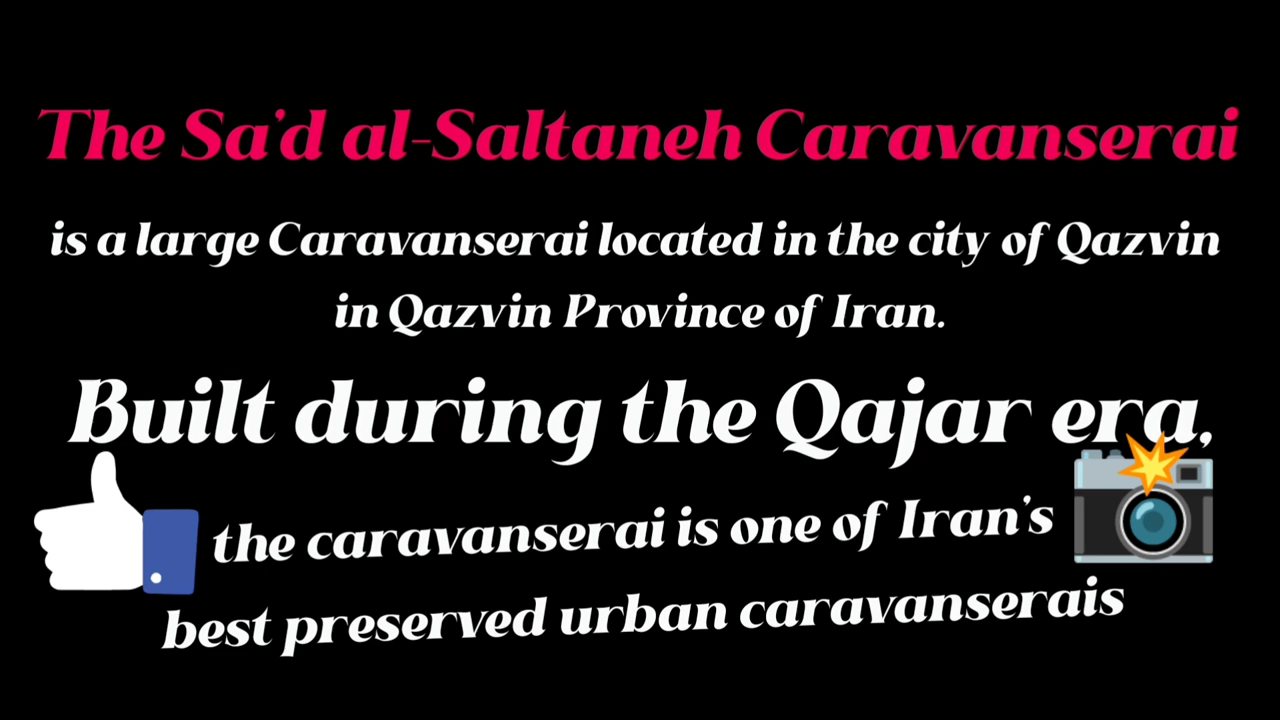 The Sa'd al-Saltaneh Caravanserai
is a large Caravanserai located in the city of Qazvin
in Qazvin Province of Iran.
Built during the Qajar era,
the caravanserai is one of Iran's
best preserved urban caravanserais